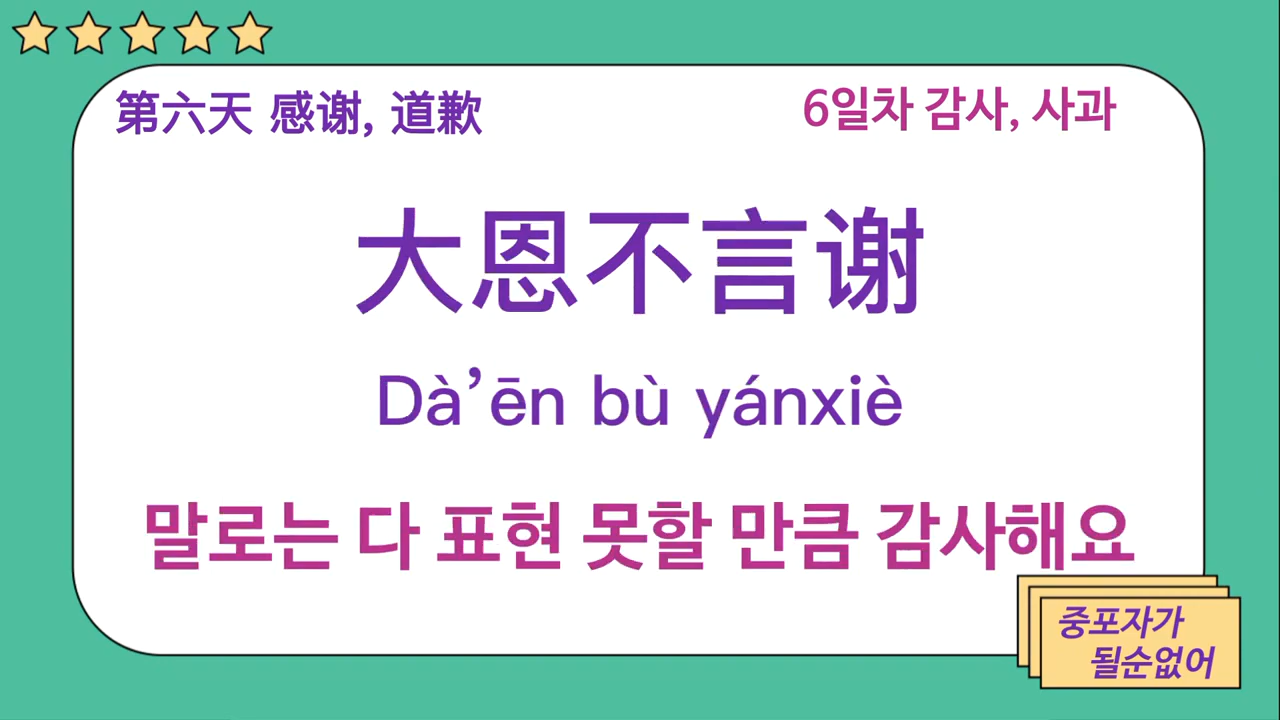 第六天 感谢, 道歉
6일차 감사, 사과
大恩不言谢
Dà’ēn bù yánxiè
말로는 다 표현 못할 만큼 감사해요
중포자가
될순없어